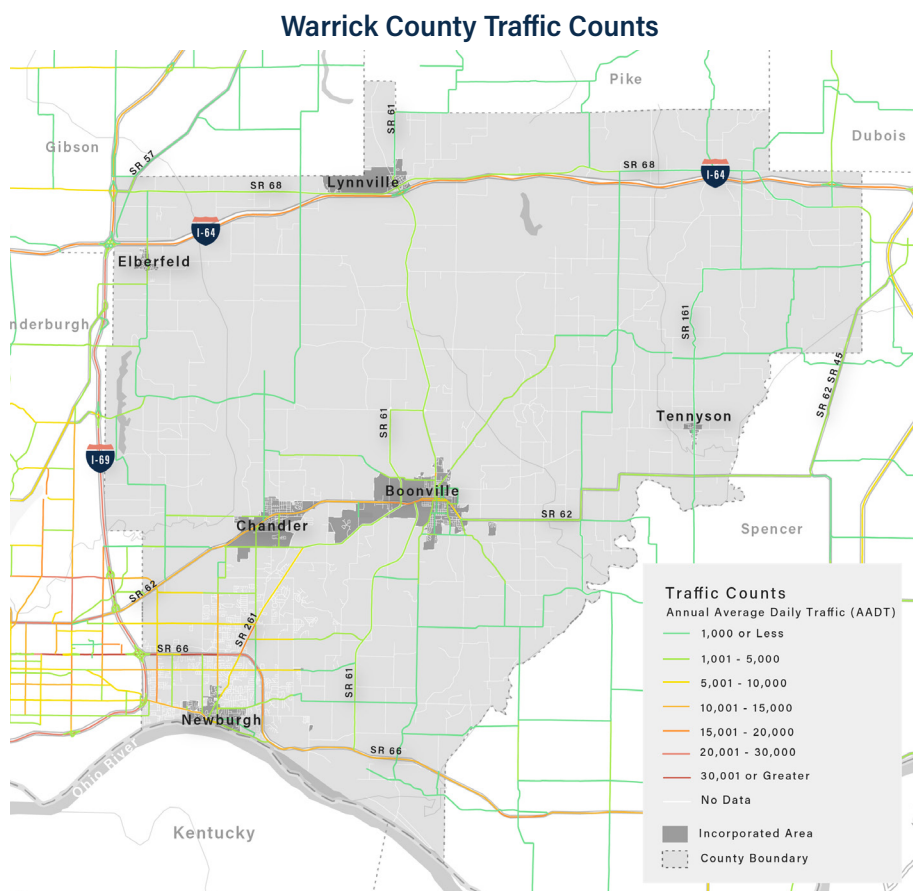 Warrick County Traffic Counts
Pike
SR 61
Gibson
Dubois
SR 57
SR 68
SR 68
Lynnville
I-64
I-64
Elberfeld
nderburgh
SR 161
SR 62 SR 45
Tennyson
SR 61
I-69
Boonville
SR 62
Chandler
Spencer
SR 62
SR 261
SR 66
SR 61
Newburgh
SR 66
Ohio River
Kentucky
Traffic Counts
Annual Average Daily Traffic (AADT)
1,000 or Less
1,001 - 5,000
5,001 - 10,000
10,001 - 15,000
15,001 - 20,000
20,001 - 30,000
30,001 or Greater
No Data
Incorporated Area
County Boundary